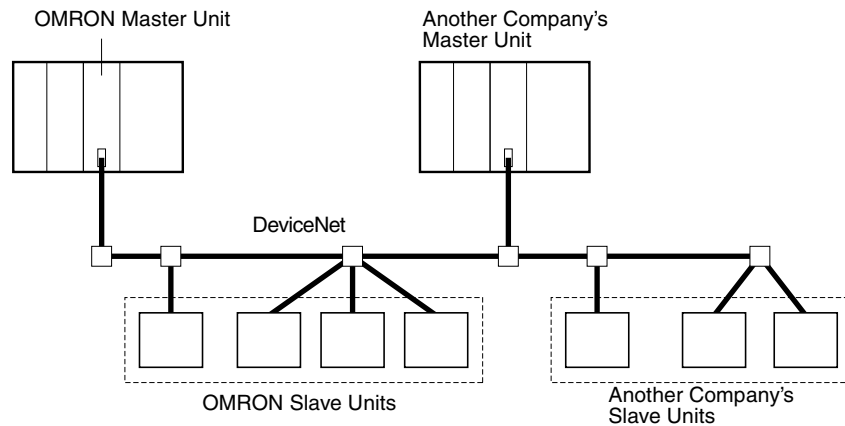 OMRON Master Unit
Another Company's
Master Unit
DeviceNet
OMRON Slave Units
Another Company's
Slave Units